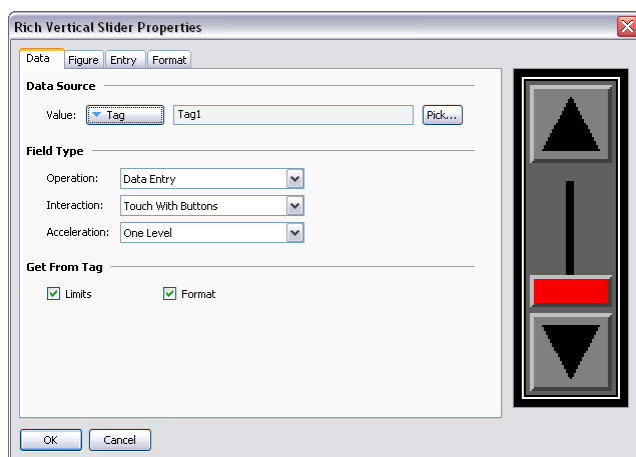 Rich Vertical Slider Properties
Data Figure Entry Format
Data Source
Value: Tag Tag1 Pick...
Field Type
Operation: Data Entry
Interaction: Touch With Buttons
Acceleration: One Level
Get From Tag
Limits Format
OK Cancel